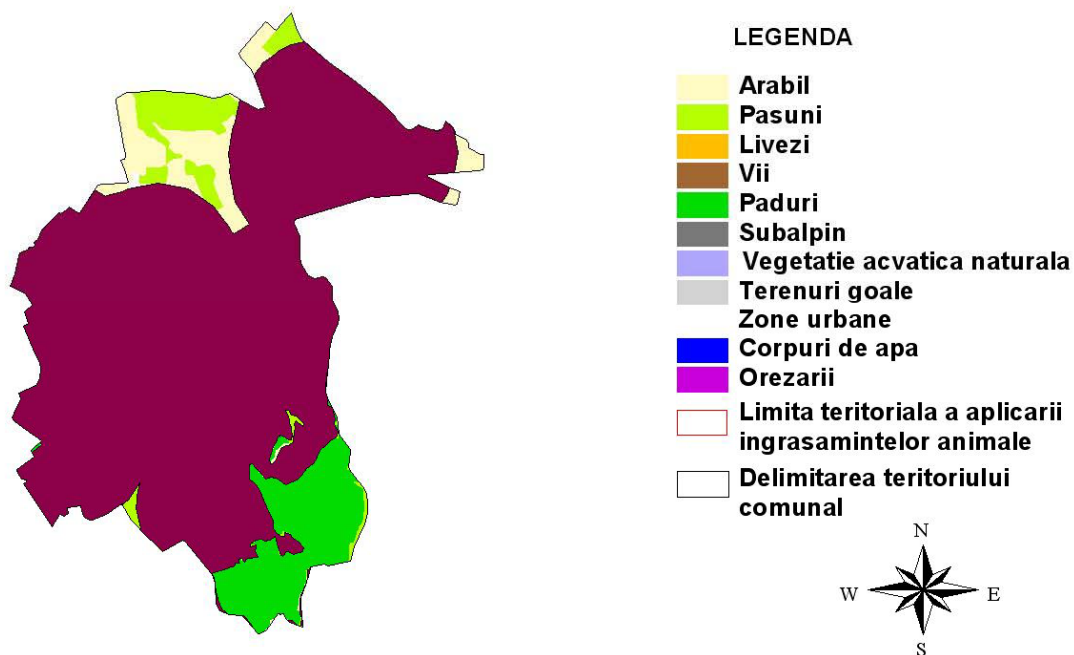 LEGENDA
Arabil
Pasuni
Livezi
Vii
Paduri
Subalpin
Vegetatie acvatica naturala
Terenuri goale
Zone urbane
Corpuri de apa
Orezarii
Limita teritoriala a aplicarii
ingrasamintelor animale
Delimitarea teritoriului
comunal
N
W E
S